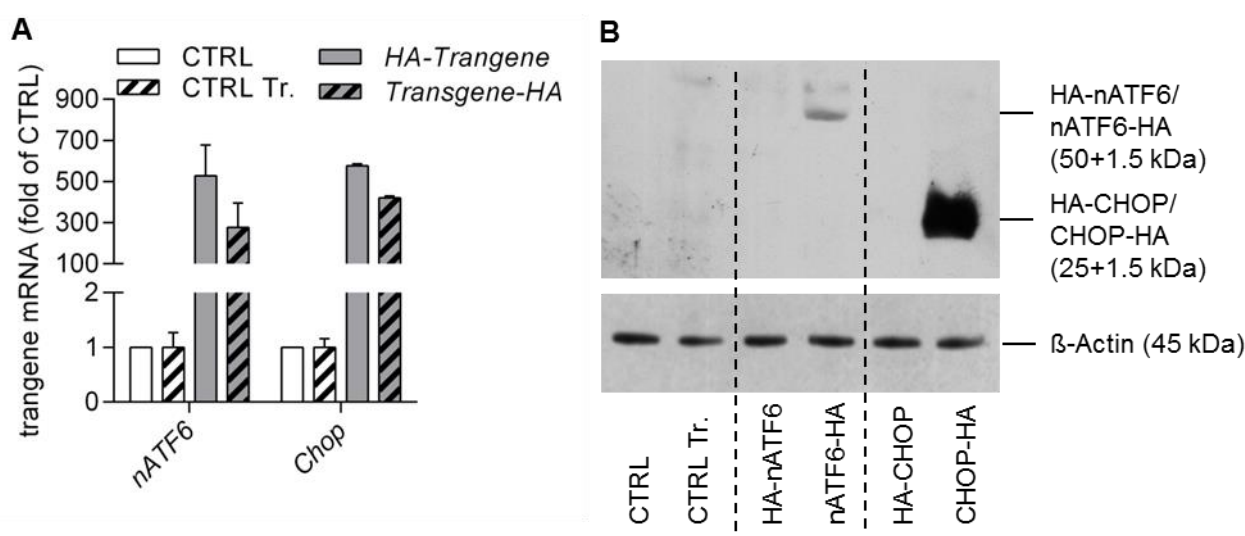 A
CTRL
HA-Trangene
CTRL Tr.
Transgene-HA
trangene mRNA (fold of CTRL)
900
700
500
300
100
2
1
0
nATF6
Chop
B
HA-nATF6/
nATF6-HA
(50+1.5 kDa)
HA-CHOP/
CHOP-HA
(25+1.5 kDa)
ß-Actin (45 kDa)
CTRL
CTRL Tr.
HA-nATF6
nATF6-HA
HA-CHOP
CHOP-HA